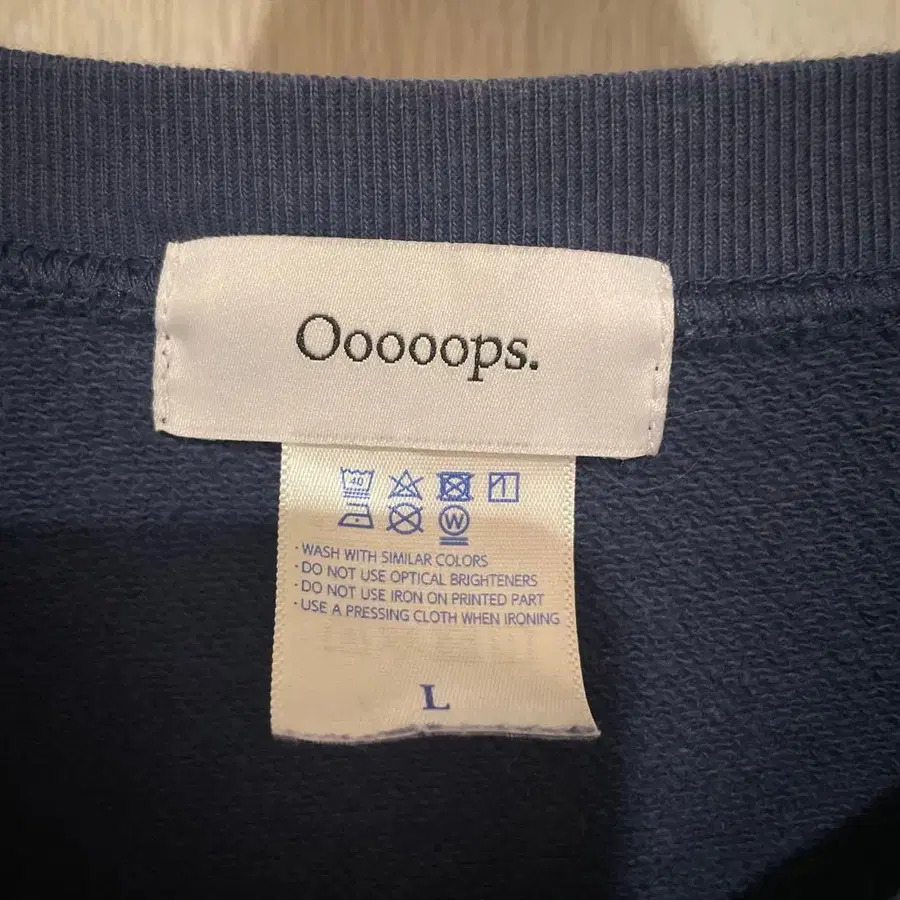 Ooooops.
40
W
· WASH WITH SIMILAR COLORS
· DO NOT USE OPTICAL BRIGHTENERS
· DO NOT USE IRON ON PRINTED PART
· USE A PRESSING CLOTH WHEN IRONING
L